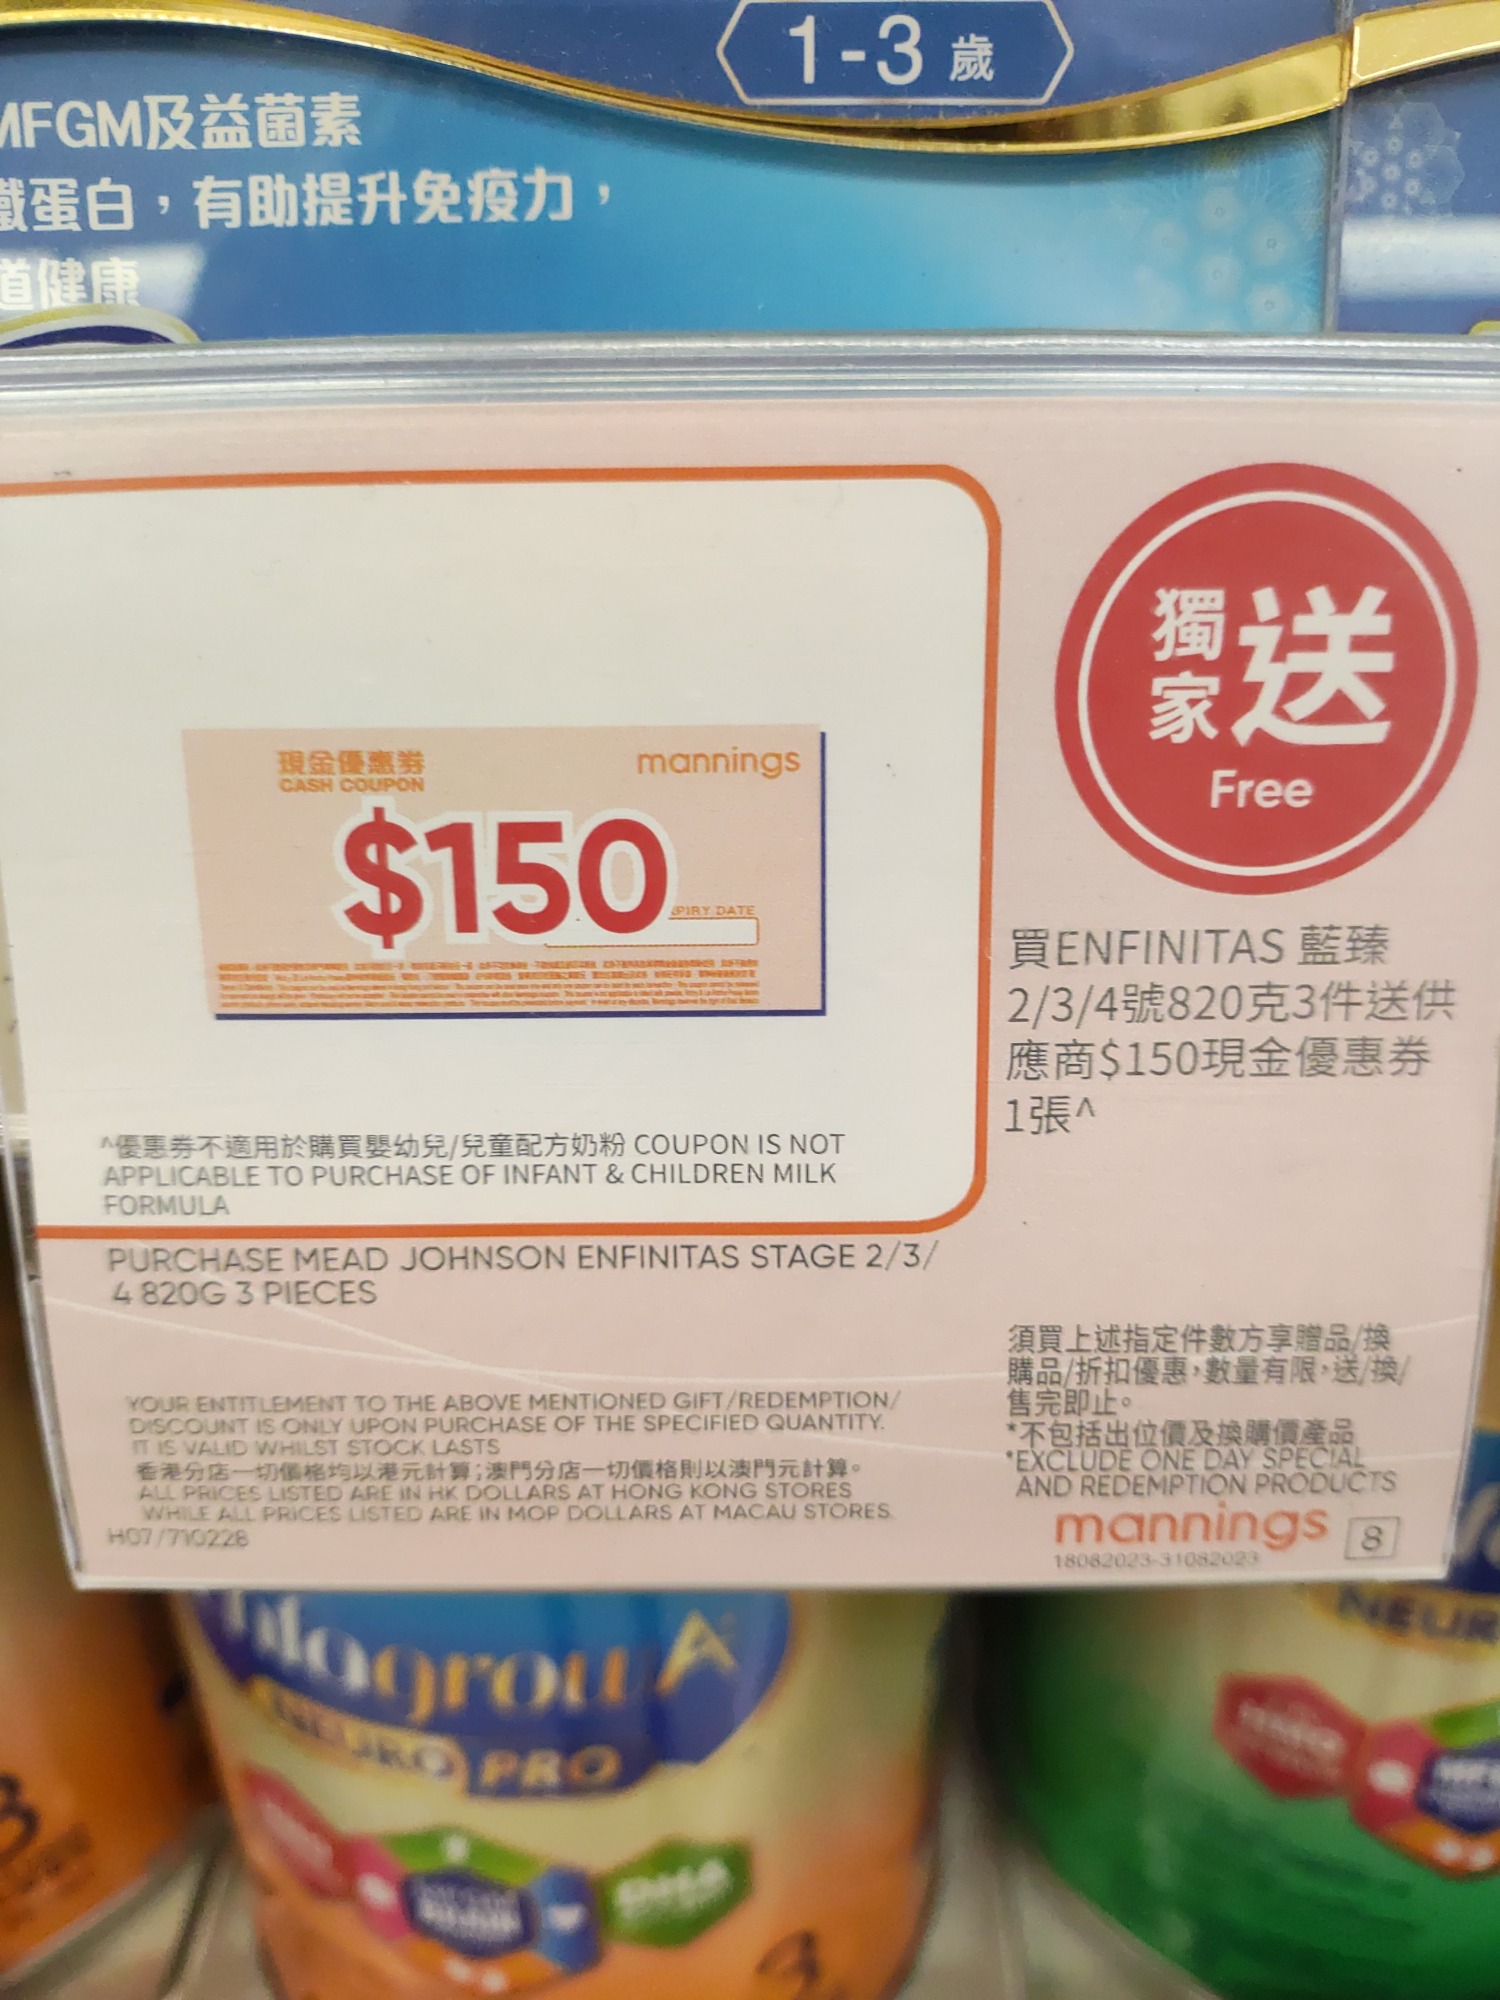 1-3 歲
MFGM及益菌素
鐵蛋白，有助提升免疫力，
道健康
獨家送
Free
現金優惠券
mannings
CASH COUPON
$150
PIRY DATE
買ENFINITAS 藍臻
2/3/4號820克3件送供
應商$150現金優惠券
1張^
^優惠券不適用於購買嬰幼兒/兒童配方奶粉 COUPON IS NOT
APPLICABLE TO PURCHASE OF INFANT & CHILDREN MILK
FORMULA
PURCHASE MEAD JOHNSON ENFINITAS STAGE 2/3/
4 820G 3 PIECES
YOUR ENTITLEMENT TO THE ABOVE MENTIONED GIFT/REDEMPTION/
DISCOUNT IS ONLY UPON PURCHASE OF THE SPECIFIED QUANTITY.
IT IS VALID WHILST STOCK LASTS
香港分店一切價格均以港元計算;澳門分店一切價格則以澳門元計算。
ALL PRICES LISTED ARE IN HK DOLLARS AT HONG KONG STORES
WHILE ALL PRICES LISTED ARE IN MOP DOLLARS AT MACAU STORES.
H07/710228
須買上述指定件數方享贈品/換
購品/折扣優惠,數量有限,送/換/
售完即止。
*不包括出位價及換購價產品
*EXCLUDE ONE DAY SPECIAL
AND REDEMPTION PRODUCTS
mannings 8
18082023-31082023
NEURO PRO
NEUR
DHA
3